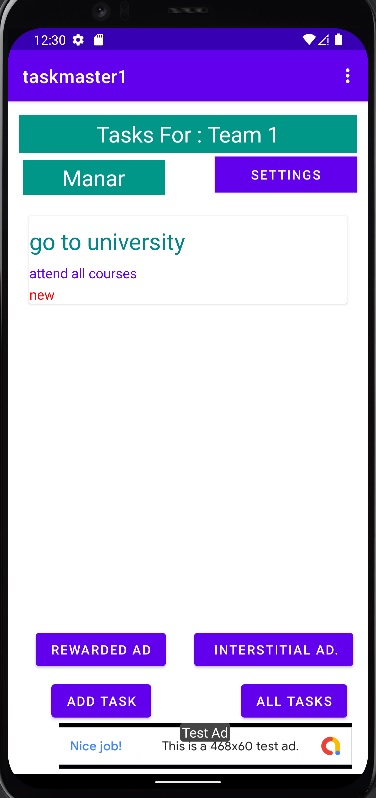 12:30
taskmaster1
Tasks For : Team 1
Manar
SETTINGS
go to university
attend all courses
new
REWARDED AD
INTERSTITIAL AD.
ADD TASK
ALL TASKS
Test Ad
Nice job!
This is a 468x60 test ad.